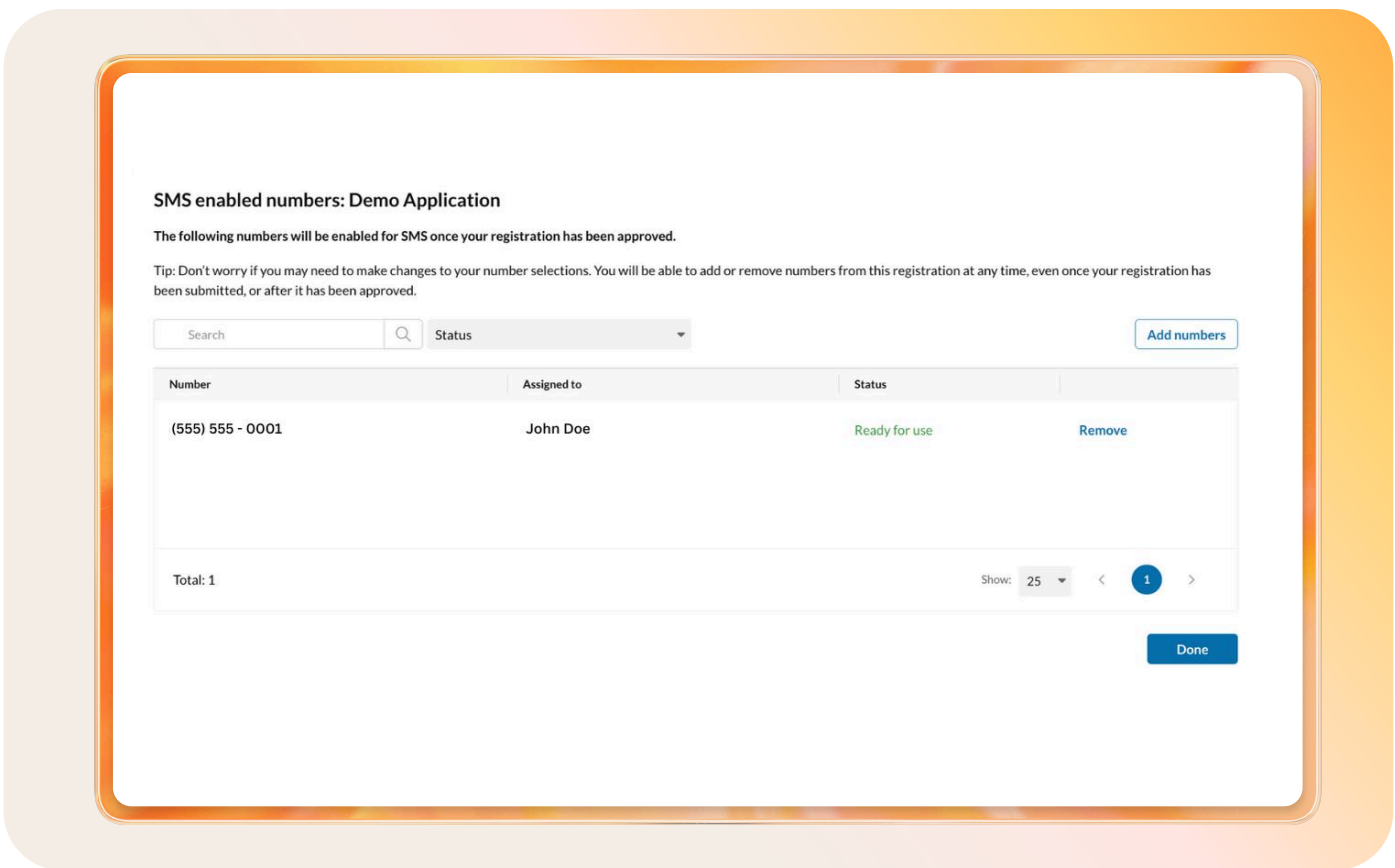 SMS enabled numbers: Demo Application
The following numbers will be enabled for SMS once your registration has been approved.
Tip: Don't worry if you may need to make changes to your number selections. You will be able to add or remove numbers from this registration at any time, even once your registration has
been submitted, or after it has been approved.
Search Status Add numbers
Number Assigned to Status
(555) 555 - 0001 John Doe Ready for use Remove
Total: 1 Show: 25 < 1 >
Done